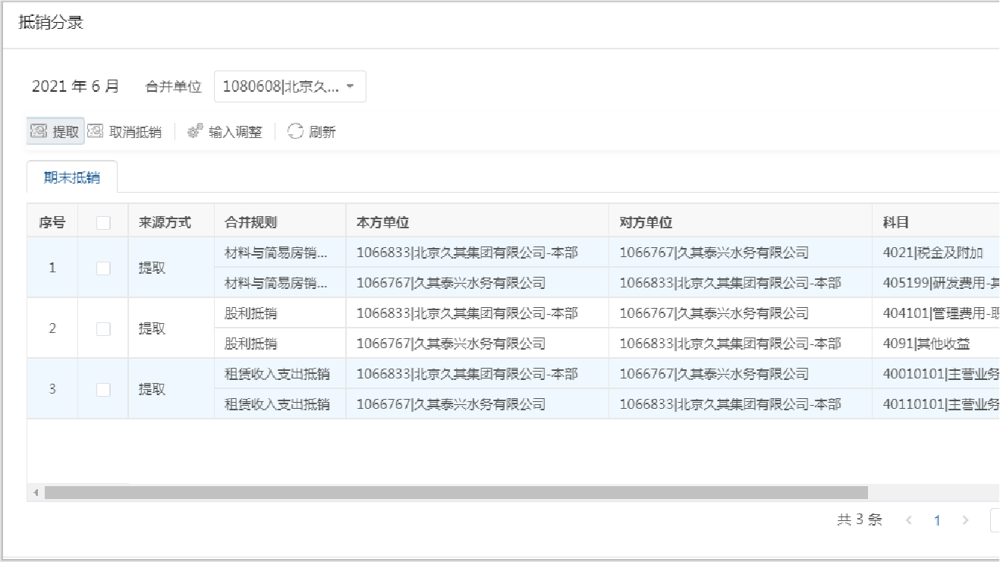 抵销分录
2021 年 6 月 合并单位 1080608|北京久...
提取 取消抵销 输入调整 刷新
期末抵销
序号 来源方式 合并规则 本方单位 对方单位 科目
1 提取 材料与简易房销... 1066833|北京久其集团有限公司-本部 1066767|久其泰兴水务有限公司 4021|税金及附加
材料与简易房销... 1066767|久其泰兴水务有限公司 1066833|北京久其集团有限公司-本部 405199|研发费用-其
2 提取 股利抵销 1066833|北京久其集团有限公司-本部 1066767|久其泰兴水务有限公司 404101|管理费用-职
股利抵销 1066767|久其泰兴水务有限公司 1066833|北京久其集团有限公司-本部 4091|其他收益
3 提取 租赁收入支出抵销 1066833|北京久其集团有限公司-本部 1066767|久其泰兴水务有限公司 40010101|主营业务
租赁收入支出抵销 1066767|久其泰兴水务有限公司 1066833|北京久其集团有限公司-本部 40110101|主营业务
共 3 条 < 1 >